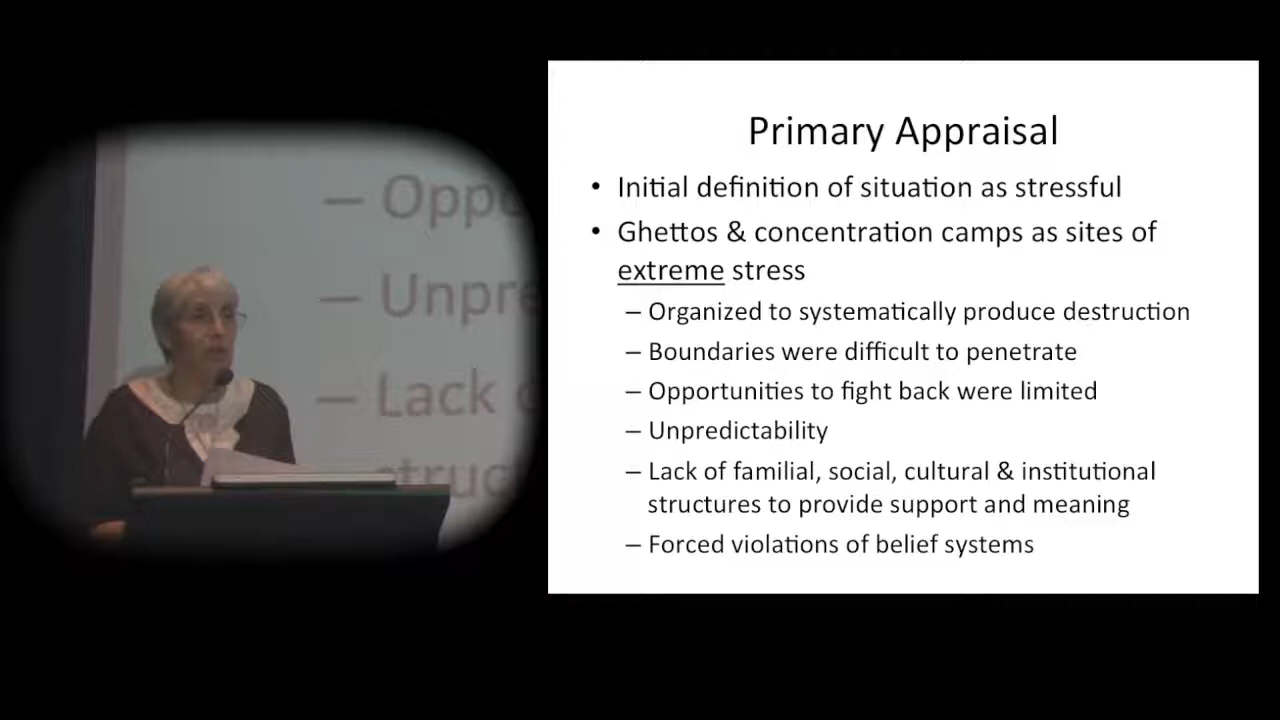 – Oppo
– Unpre
– Lack
struct
Primary Appraisal
• Initial definition of situation as stressful
• Ghettos & concentration camps as sites of
extreme stress
– Organized to systematically produce destruction
– Boundaries were difficult to penetrate
– Opportunities to fight back were limited
– Unpredictability
– Lack of familial, social, cultural & institutional
structures to provide support and meaning
– Forced violations of belief systems